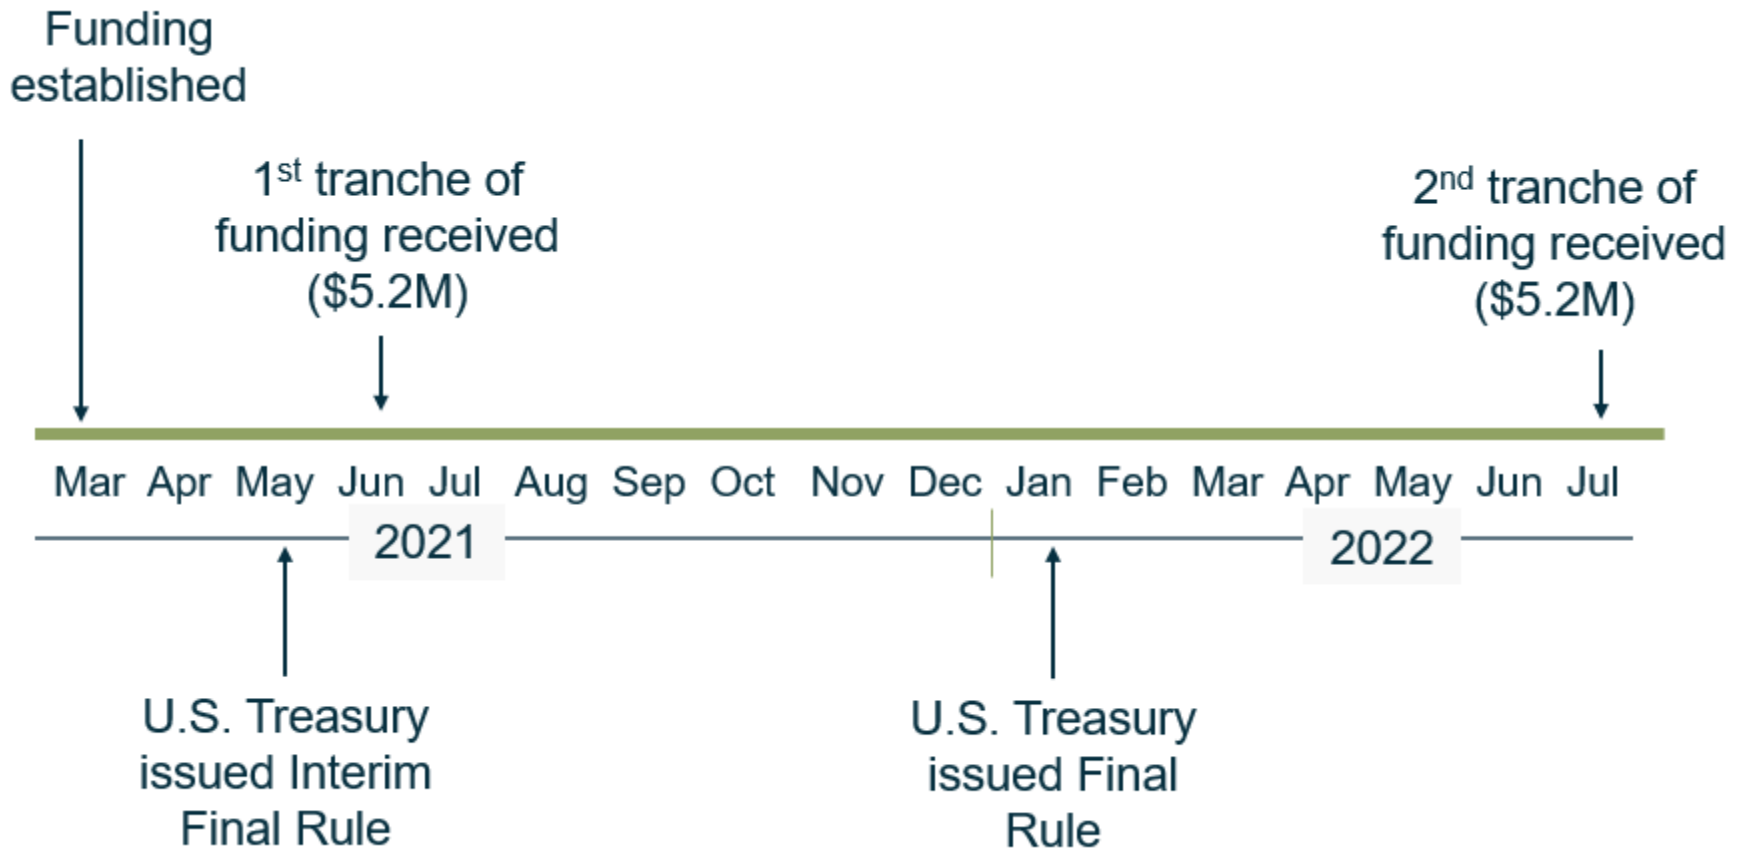 Funding
established
1st tranche of
funding received
($5.2M)
2nd tranche of
funding received
($5.2M)
Mar Apr May Jun Jul Aug Sep Oct Nov Dec Jan Feb Mar Apr May Jun Jul
2021
2022
U.S. Treasury
issued Interim
Final Rule
U.S. Treasury
issued Final
Rule